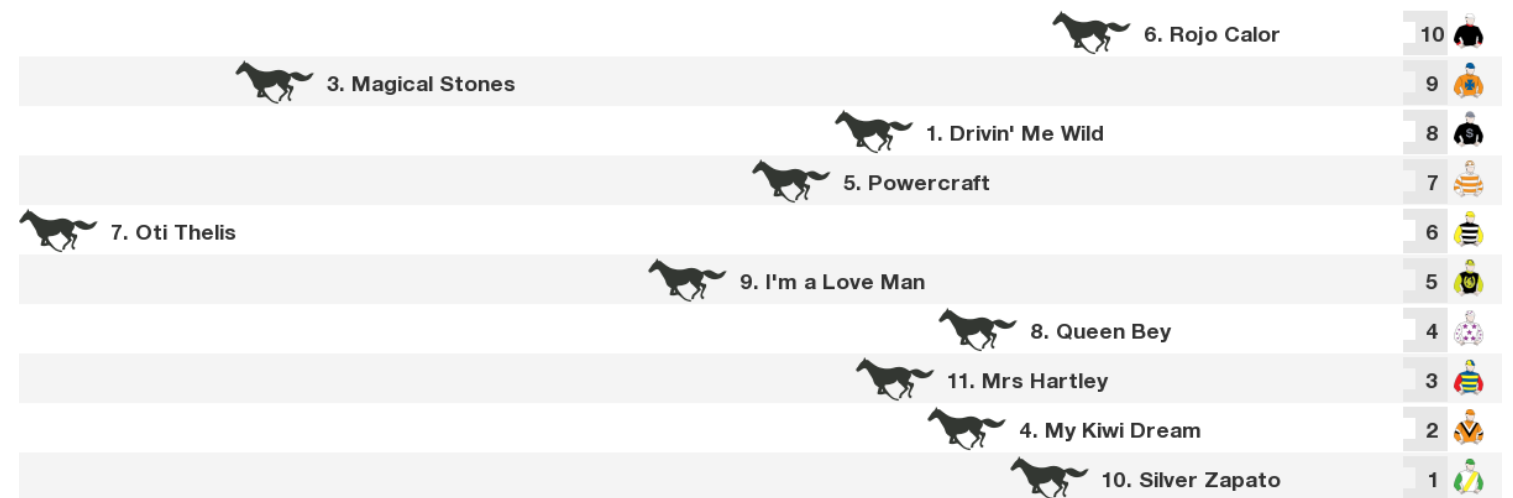 6. Rojo Calor 10
3. Magical Stones 9
1. Drivin' Me Wild 8
S
5. Powercraft 7
7. Oti Thelis 6
9. I'm a Love Man 5
8. Queen Bey 4
11. Mrs Hartley 3
4. My Kiwi Dream 2
10. Silver Zapato 1